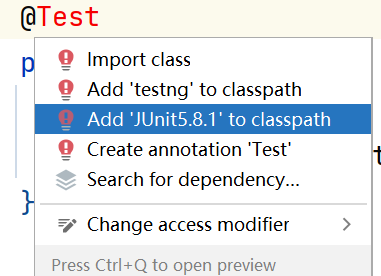 @Test
p
Import class
Add 'testng' to classpath
Add 'JUnit5.8.1' to classpath
Create annotation 'Test'
t
Search for dependency...
}
Change access modifier
Press Ctrl+Q to open preview